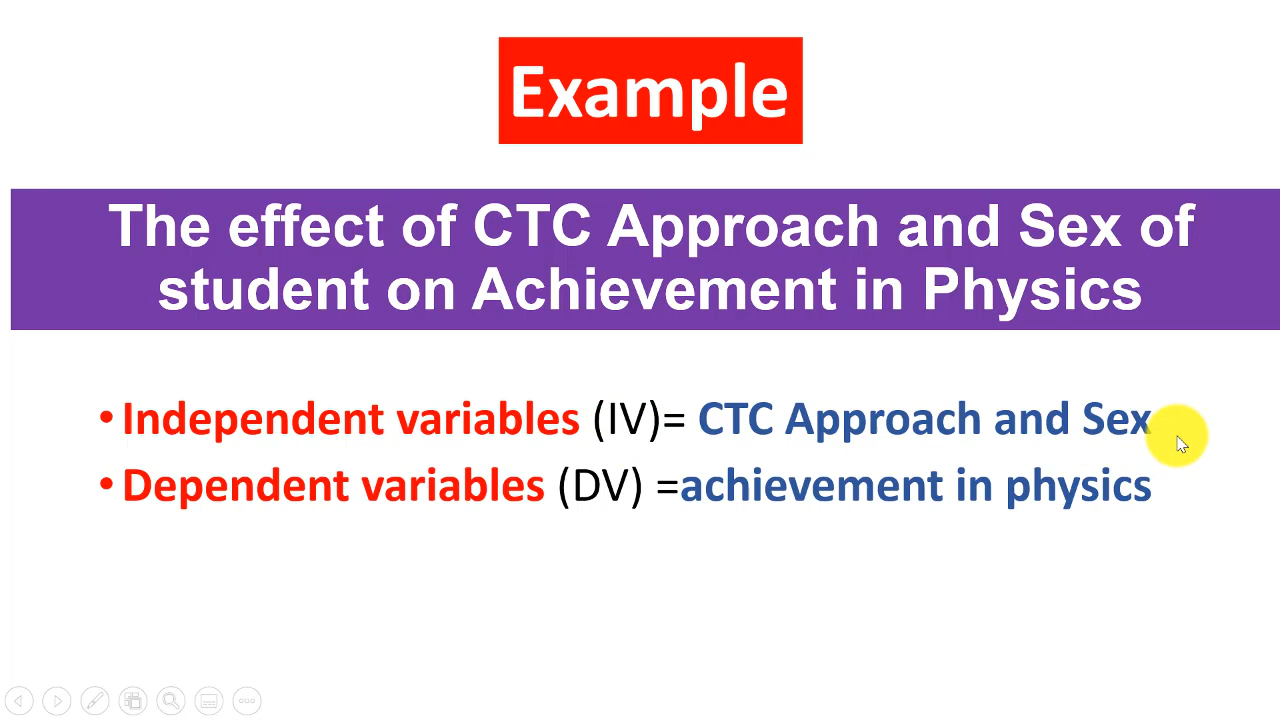 Example
The effect of CTC Approach and Sex of
student on Achievement in Physics
• Independent variables (IV)= CTC Approach and Sex
• Dependent variables (DV) =achievement in physics